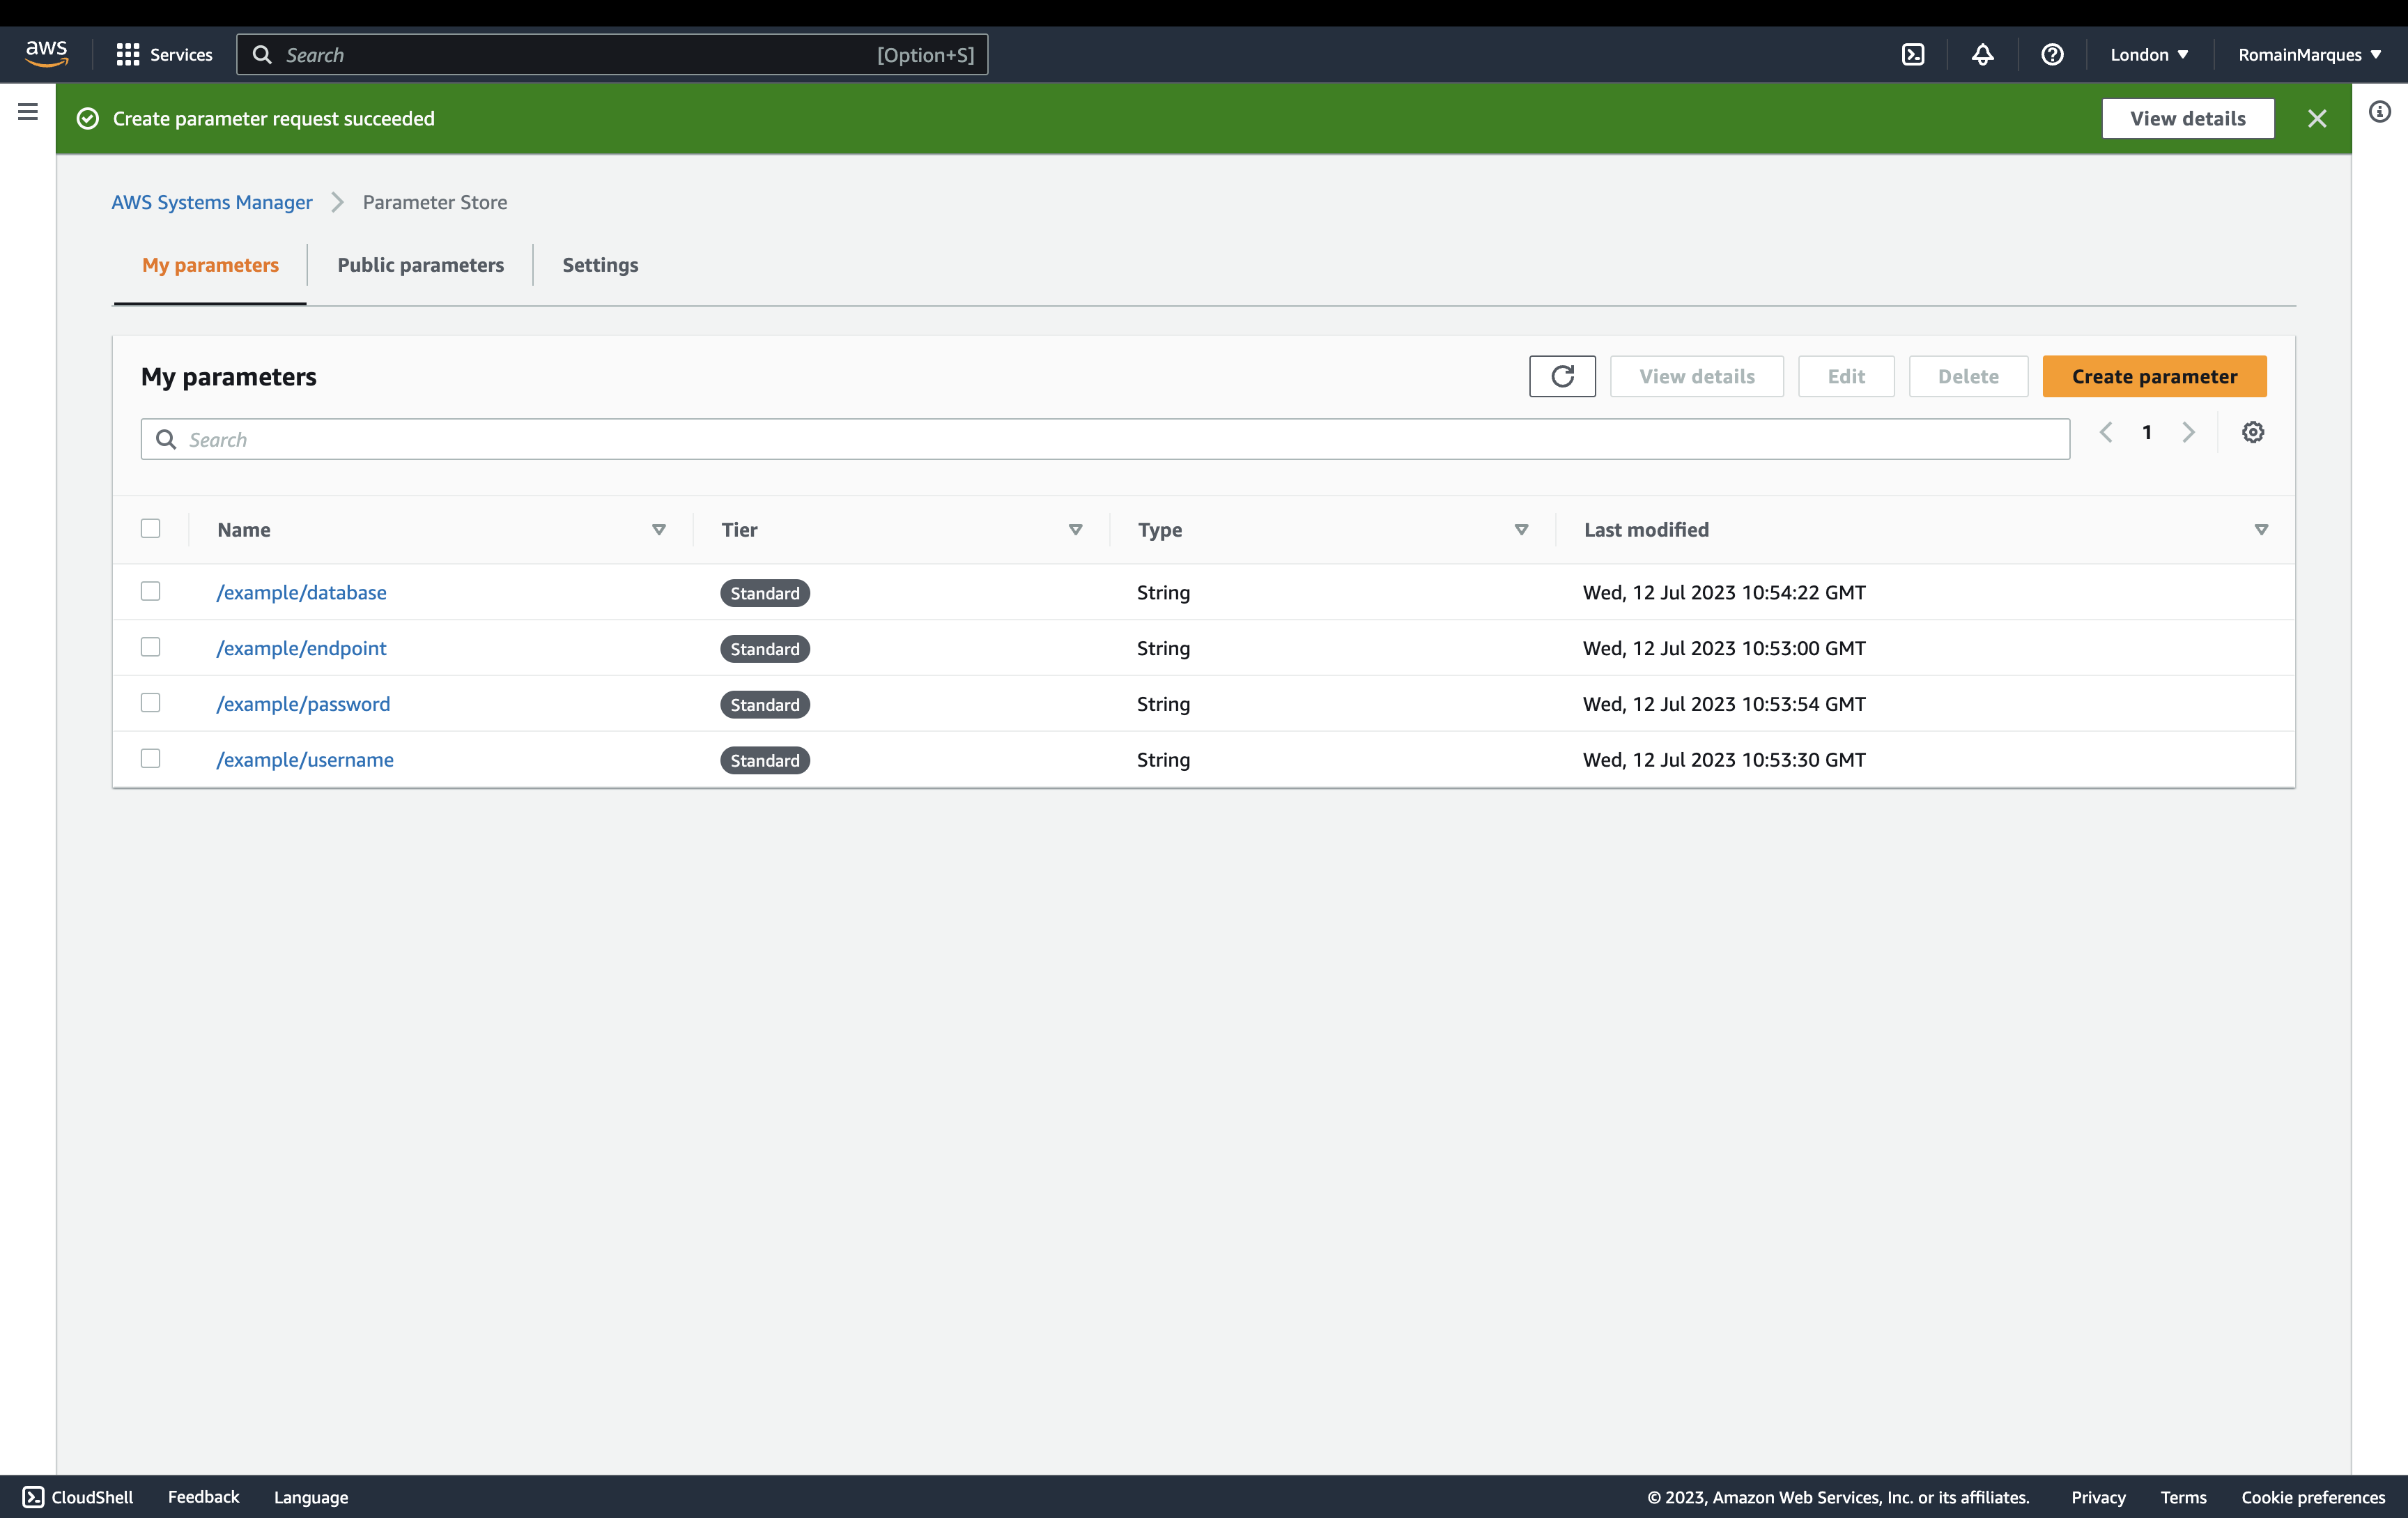 aws Services Search [Option+S] London RomainMarques
Create parameter request succeeded View details
AWS Systems Manager Parameter Store
My parameters Public parameters Settings
My parameters View details Edit Delete Create parameter
Search 1
Name Tier Type Last modified
/example/database Standard String Wed, 12 Jul 2023 10:54:22 GMT
/example/endpoint Standard String Wed, 12 Jul 2023 10:53:00 GMT
/example/password Standard String Wed, 12 Jul 2023 10:53:54 GMT
/example/username Standard String Wed, 12 Jul 2023 10:53:30 GMT
CloudShell Feedback Language © 2023, Amazon Web Services, Inc. or its affiliates. Privacy Terms Cookie preferences